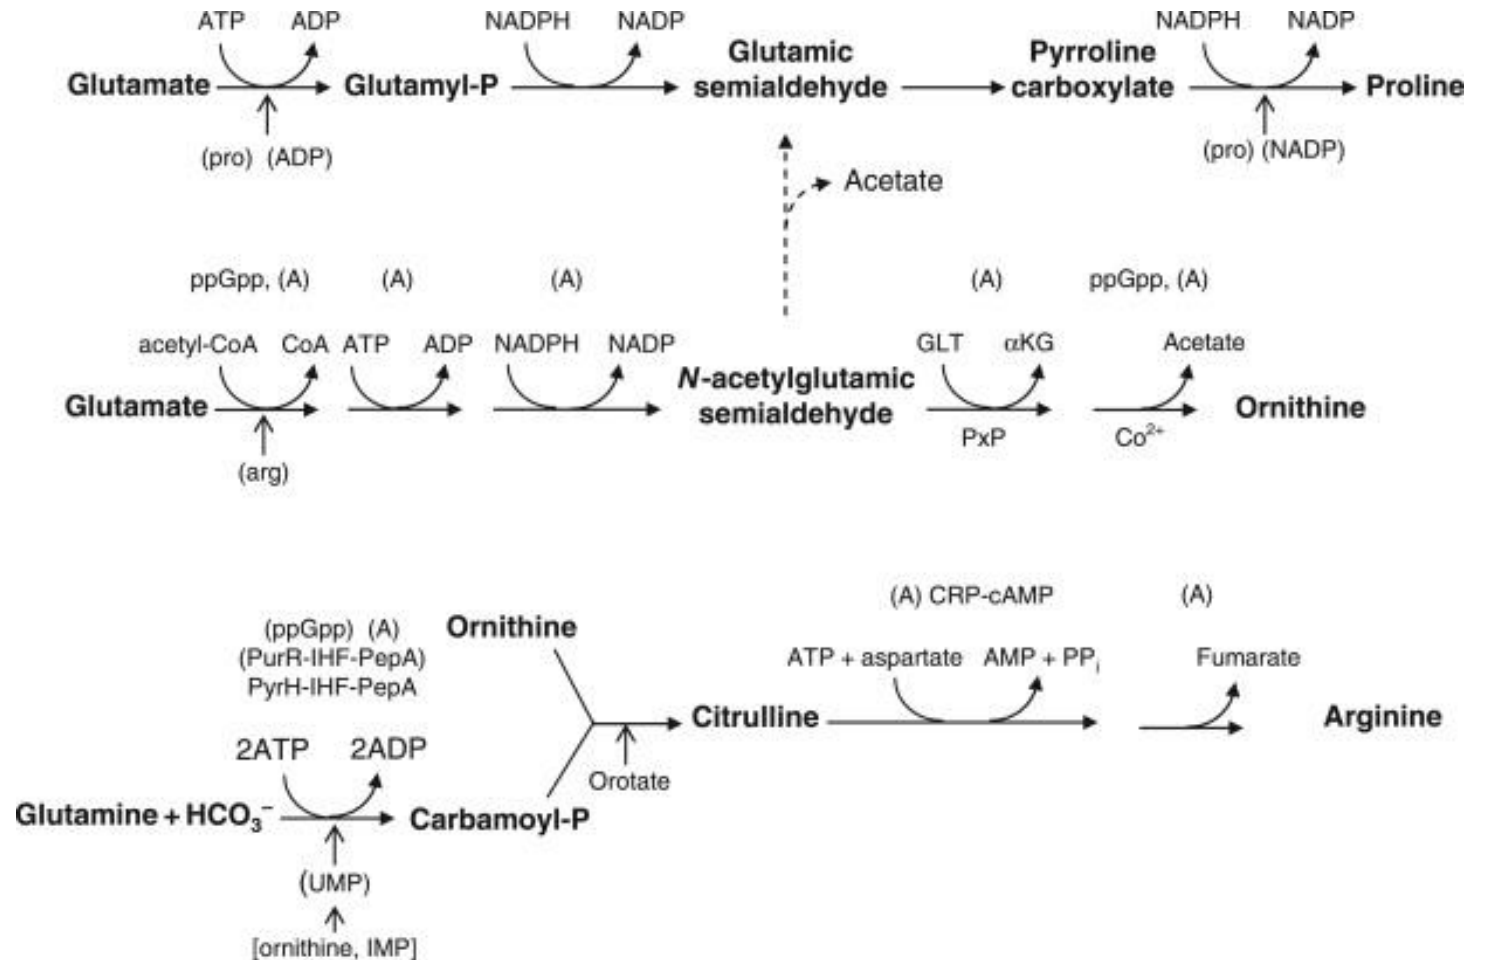 ATP ADP NADPH NADP NADPH NADP
Glutamate Glutamyl-P Glutamic semialdehyde Pyrroline carboxylate Proline
(pro) (ADP) (pro) (NADP)
Acetate
ppGpp, (A) (A) (A) (A) ppGpp, (A)
acetyl-CoA CoA ATP ADP NADPH NADP GLT αKG Acetate
Glutamate N-acetylglutamic semialdehyde Ornithine
PxP Co²⁺
(arg)
(A) CRP-cAMP (A)
(ppGpp) (A) Ornithine
(PurR-IHF-PepA) ATP + aspartate AMP + PPᵢ Fumarate
PyrH-IHF-PepA
Citrulline Arginine
2ATP 2ADP
Orotate
Glutamine + HCO₃⁻ Carbamoyl-P
(UMP)
[ornithine, IMP]